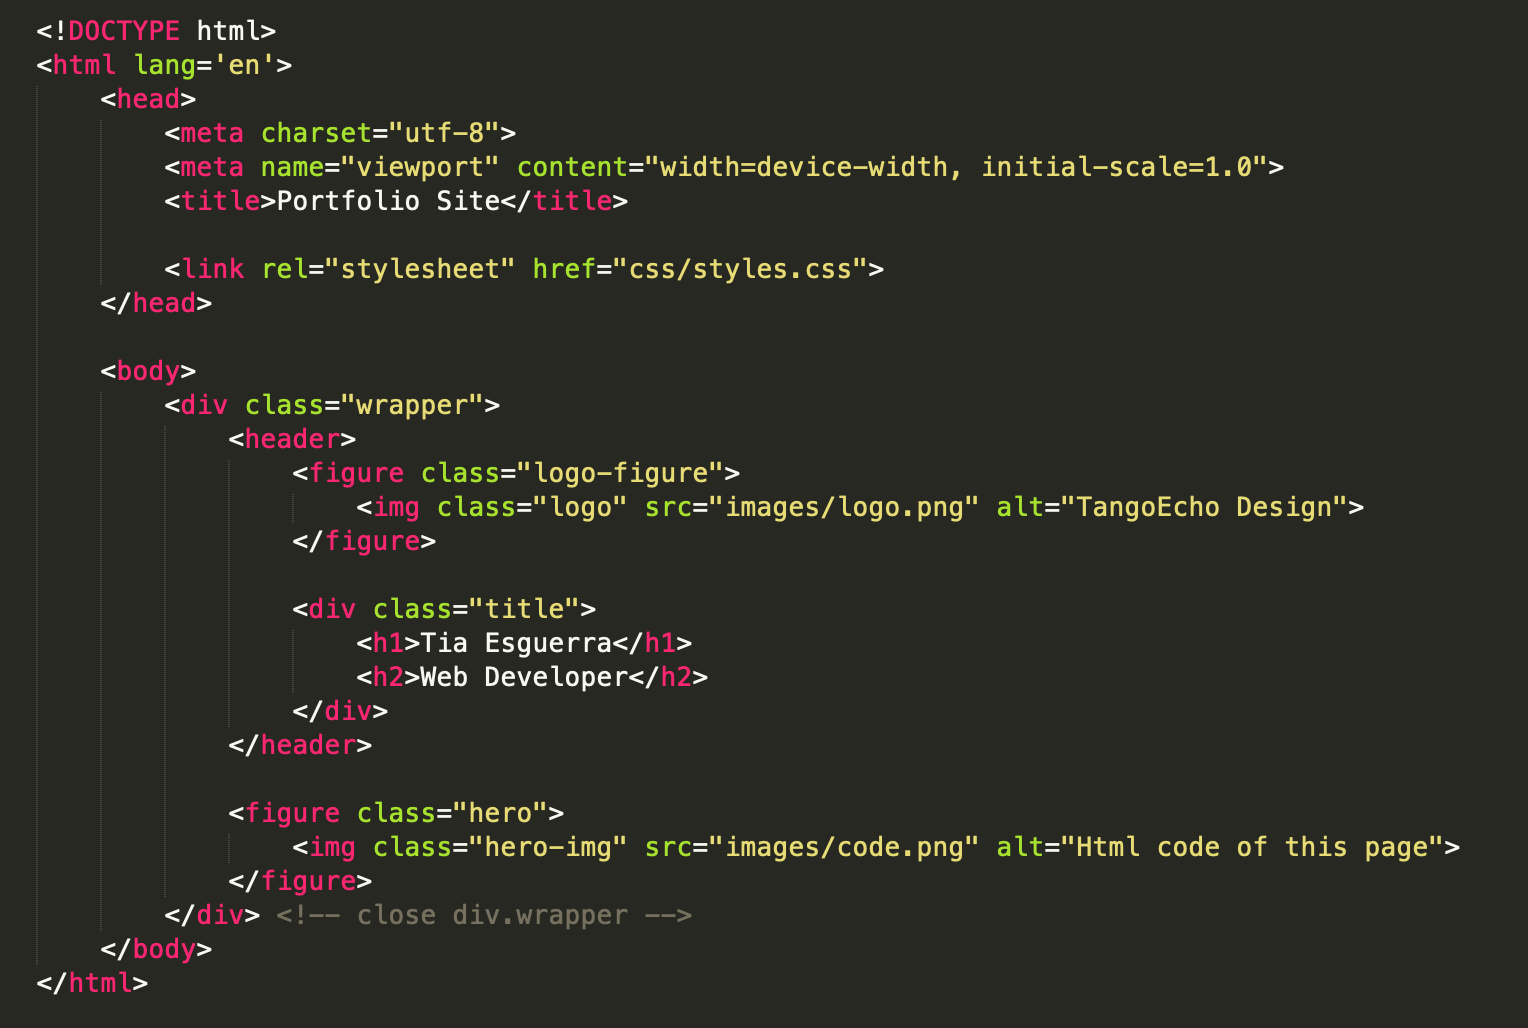 <!DOCTYPE html>
<html lang='en'>
    <head>
        <meta charset="utf-8">
        <meta name="viewport" content="width=device-width, initial-scale=1.0">
        <title>Portfolio Site</title>

        <link rel="stylesheet" href="css/styles.css">
    </head>

    <body>
        <div class="wrapper">
            <header>
                <figure class="logo-figure">
                    <img class="logo" src="images/logo.png" alt="TangoEcho Design">
                </figure>

                <div class="title">
                    <h1>Tia Esguerra</h1>
                    <h2>Web Developer</h2>
                </div>
            </header>

            <figure class="hero">
                <img class="hero-img" src="images/code.png" alt="Html code of this page">
            </figure>
        </div> <!-- close div.wrapper -->
    </body>
</html>